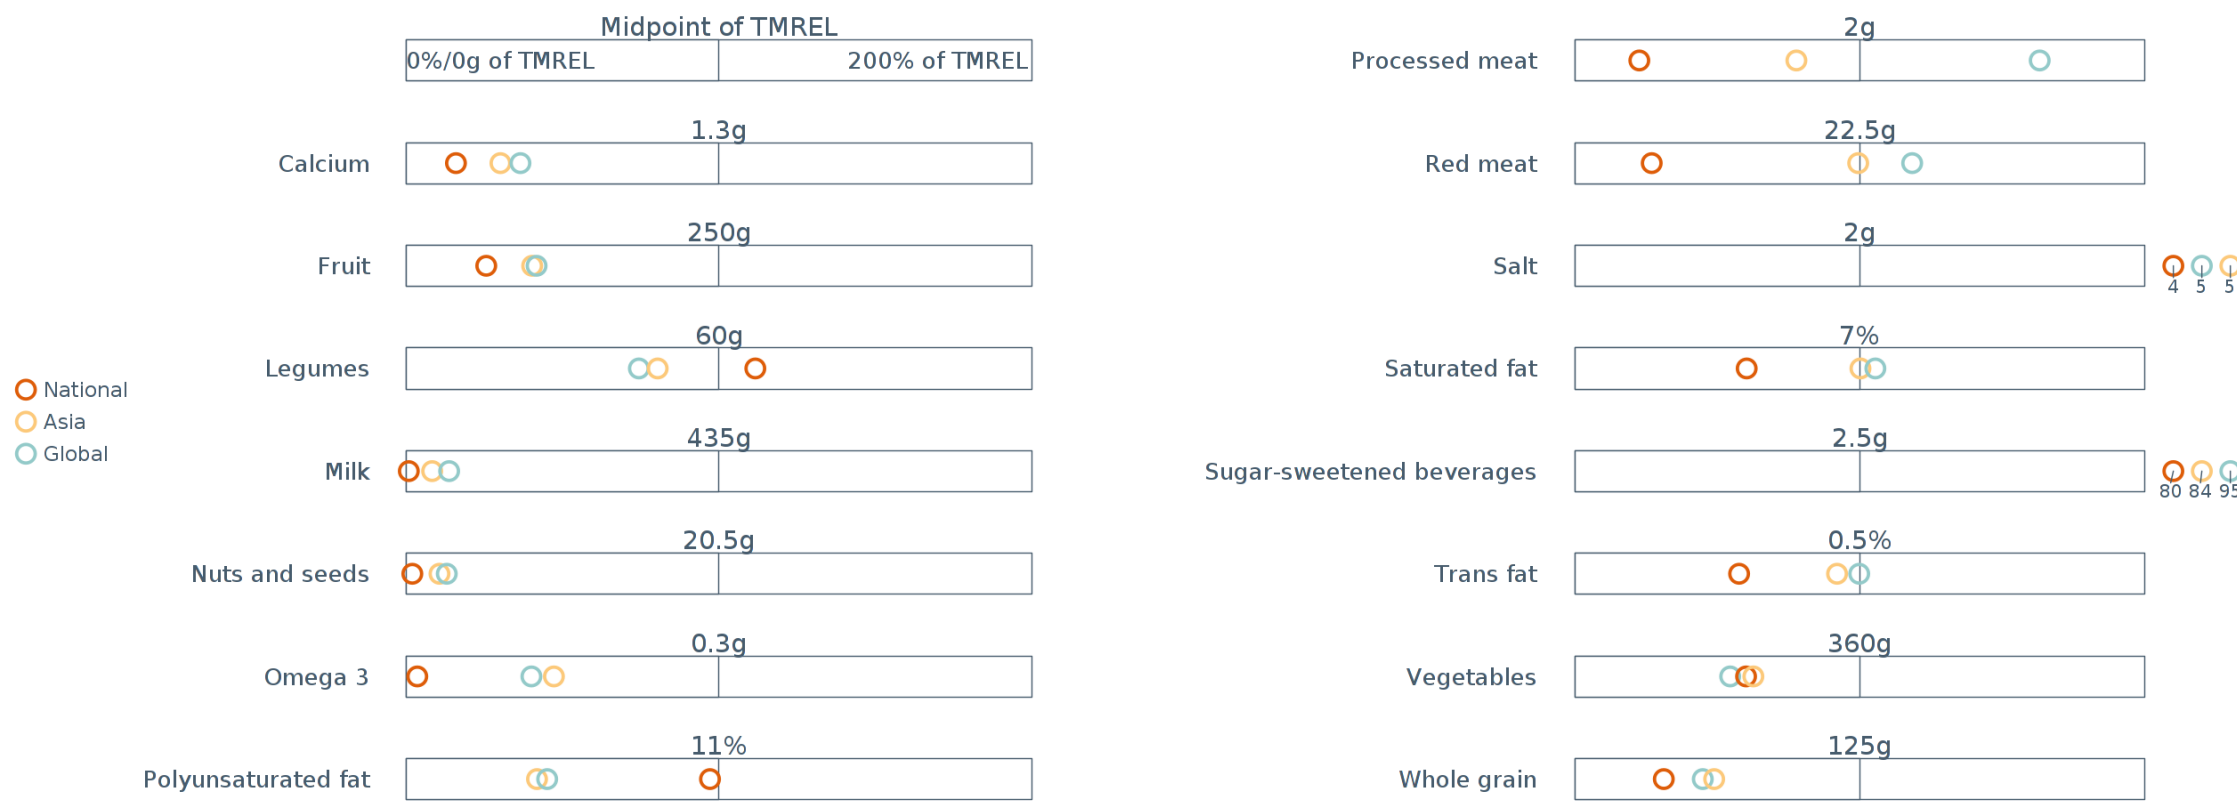 Midpoint of TMREL
0%/0g of TMREL 200% of TMREL
1.3g
Calcium
250g
Fruit
60g
Legumes
National
Asia
Global
435g
Milk
20.5g
Nuts and seeds
0.3g
Omega 3
11%
Polyunsaturated fat
2g
Processed meat
22.5g
Red meat
2g
Salt
4 5 5
7%
Saturated fat
2.5g
Sugar-sweetened beverages
80 84 95
0.5%
Trans fat
360g
Vegetables
125g
Whole grain